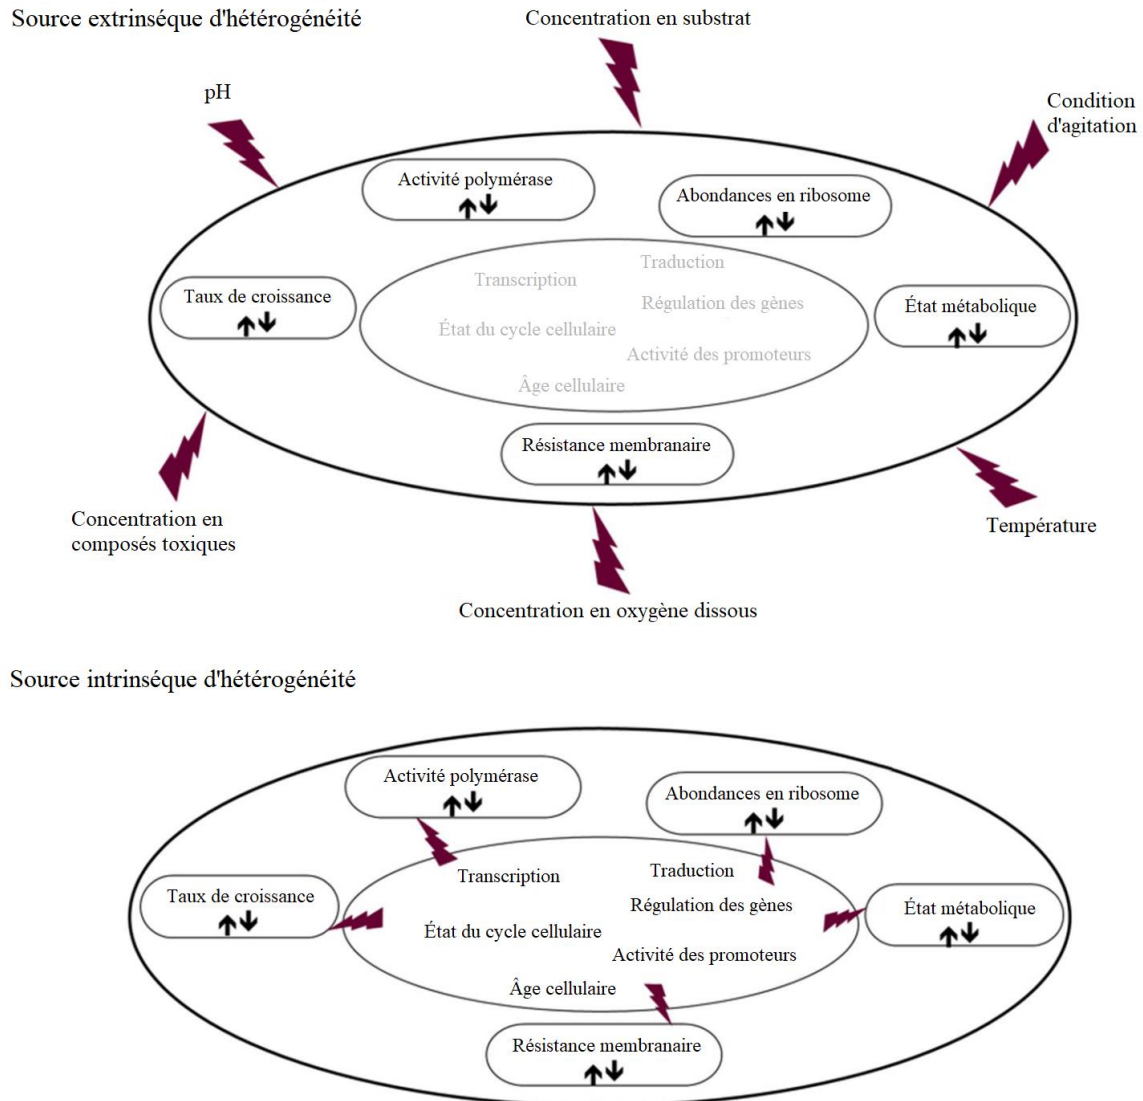 Source extrinséque d'hétérogénéité
Concentration en substrat
pH
Condition
d'agitation
Activité polymérase
Abondances en ribosome
Traduction
Transcription
Taux de croissance
Régulation des gènes
État métabolique
État du cycle cellulaire
Activité des promoteurs
Âge cellulaire
Résistance membranaire
Concentration en
composés toxiques
Température
Concentration en oxygène dissous
Source intrinséque d'hétérogénéité
Activité polymérase
Abondances en ribosome
Traduction
Transcription
Taux de croissance
Régulation des gènes
État métabolique
État du cycle cellulaire
Activité des promoteurs
Âge cellulaire
Résistance membranaire